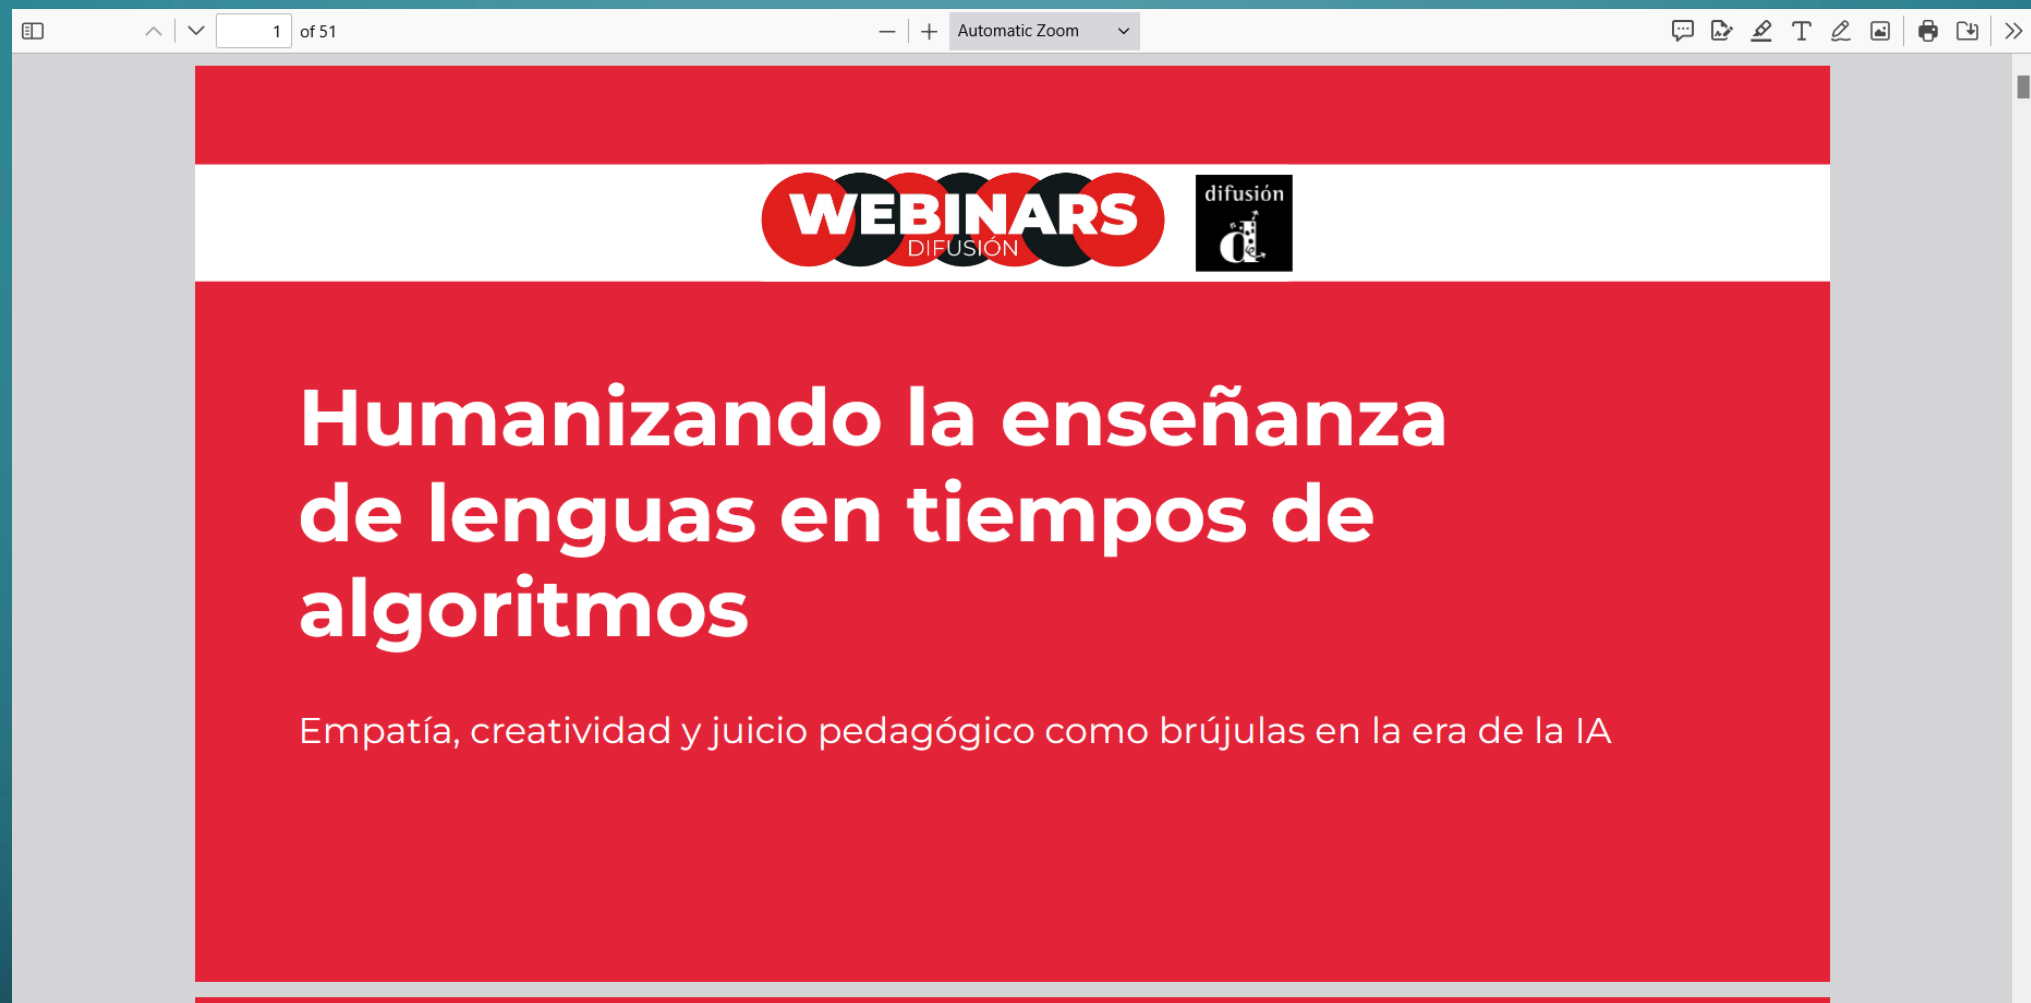 1 of 51
Automatic Zoom
WEBINARS
DIFUSIÓN
difusión
d
Humanizando la enseñanza
de lenguas en tiempos de
algoritmos
Empatía, creatividad y juicio pedagógico como brújulas en la era de la IA